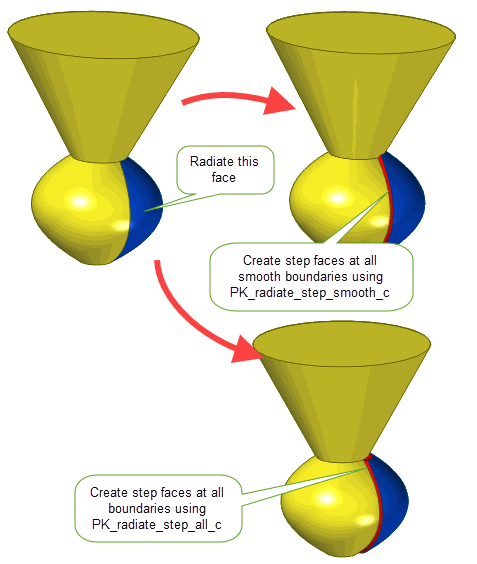 Radiate this
face
Create step faces at all
smooth boundaries using
PK_radiate_step_smooth_c
Create step faces at all
boundaries using
PK_radiate_step_all_c